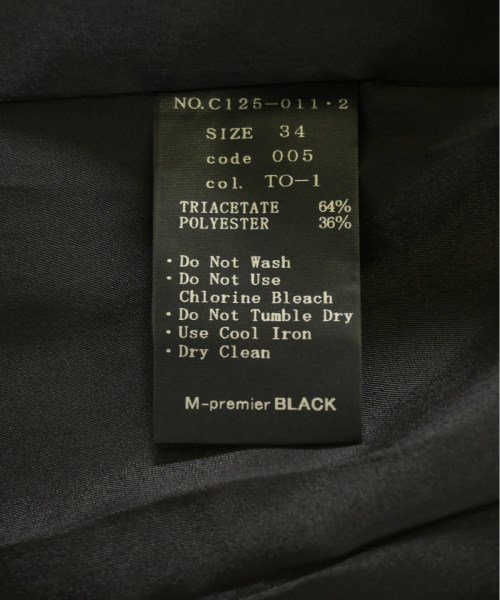 NO.C125-011・2
SIZE 34
code 005
col. TO-1
TRIACETATE 64%
POLYESTER 36%
・Do Not Wash
・Do Not Use
Chlorine Bleach
・Do Not Tumble Dry
・Use Cool Iron
・Dry Clean
M-premier BLACK